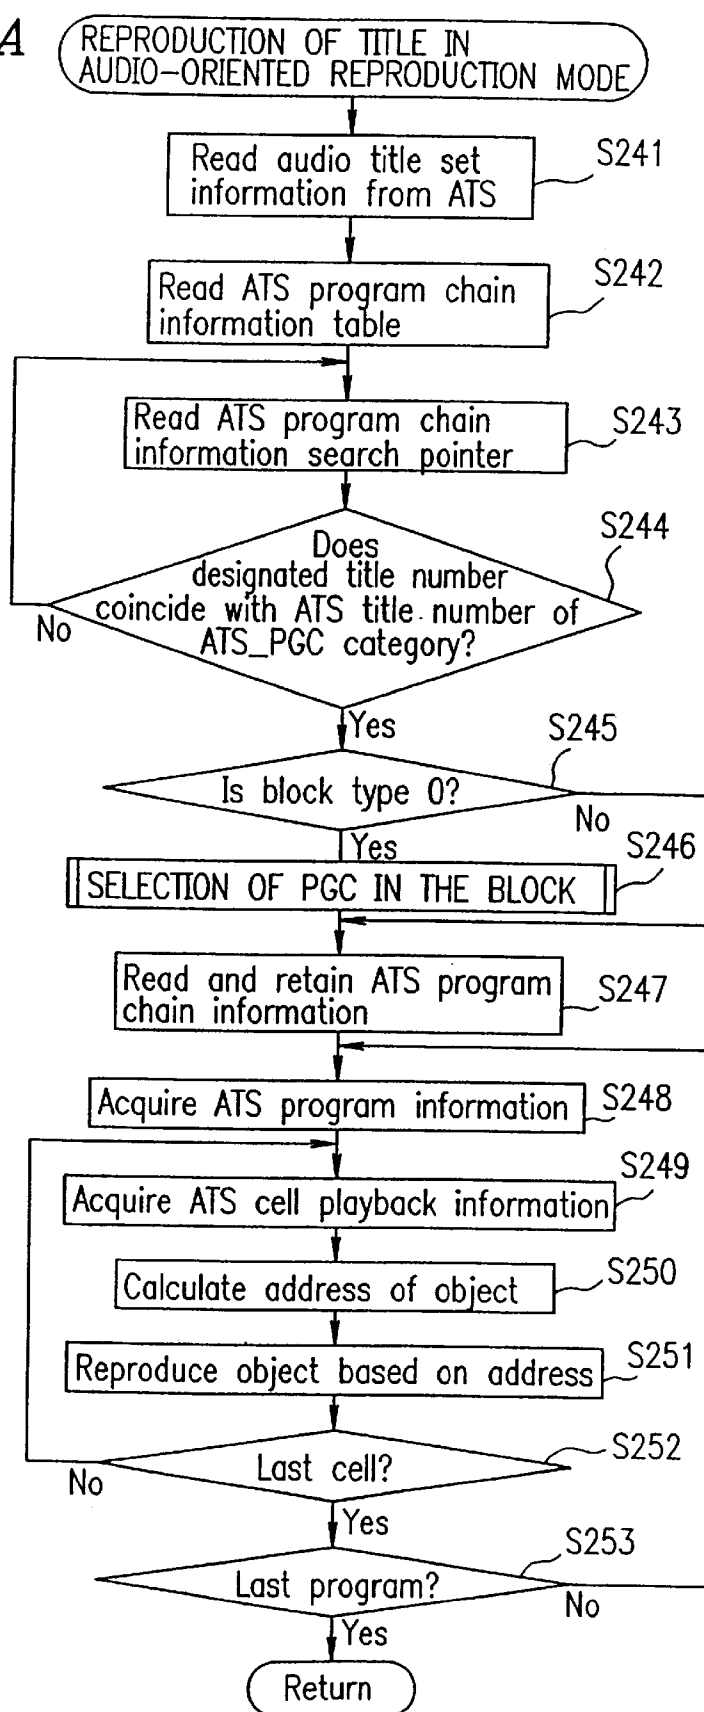 A
REPRODUCTION OF TITLE IN
AUDIO-ORIENTED REPRODUCTION MODE
Read audio title set
information from ATS
S241
Read ATS program chain
information table
S242
Read ATS program chain
information search pointer
S243
Does
designated title number
coincide with ATS title number of
ATS_PGC category?
S244
No
Yes
Is block type 0?
S245
No
Yes
SELECTION OF PGC IN THE BLOCK
S246
Read and retain ATS program
chain information
S247
Acquire ATS program information
S248
Acquire ATS cell playback information
S249
Calculate address of object
S250
Reproduce object based on address
S251
Last cell?
S252
No
Yes
Last program?
S253
No
Yes
Return